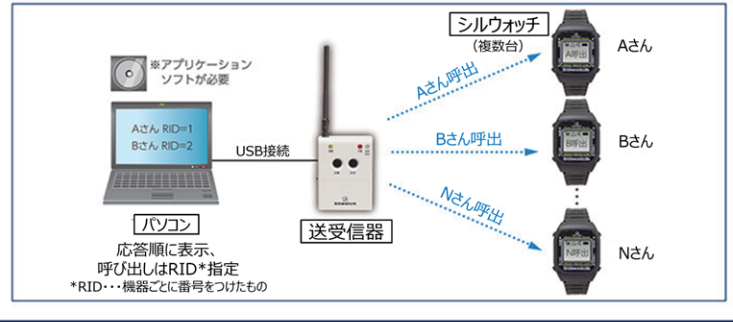 シルウォッチ
(複数台)
※アプリケーション
ソフトが必要
Aさん RID=1
Bさん RID=2
USB接続
パソコン
応答順に表示、
呼び出しはRID*指定
*RID・・・機器ごとに番号をつけたもの
送受信器
Aさん呼出
Bさん呼出
Nさん呼出
A呼出
Aさん
B呼出
Bさん
N呼出
Nさん